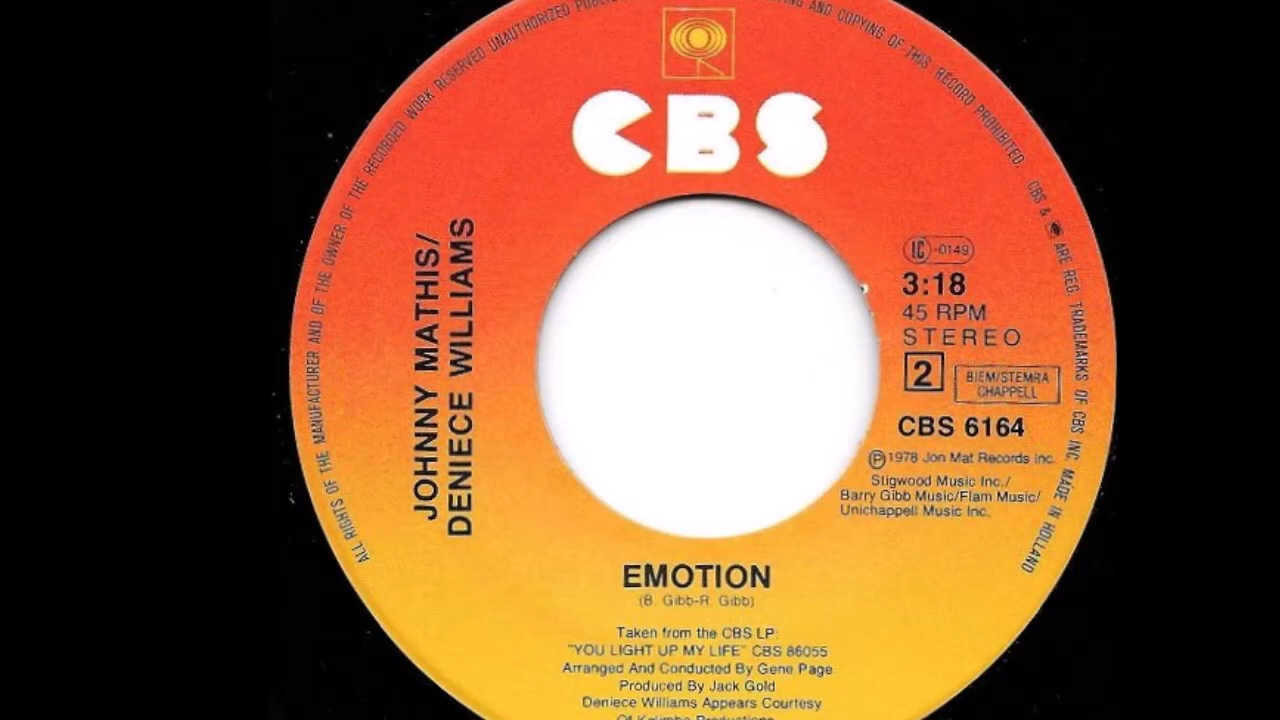 ALL RIGHTS OF THE MANUFACTURER AND OF THE OWNER OF THE RECORDED WORK RESERVED UNAUTHORIZED
AND COPYING OF THIS RECORD PROHIBITED. CBS & ARE REG. TRADEMARKS OF CBS INC. MADE IN HOLLAND
CBS
JOHNNY MATHIS/
DENIECE WILLIAMS
LC -0149
3:18
45 RPM
STEREO
2
BIEM/STEMRA
CHAPPELL
CBS 6164
Ⓟ1978 Jon Mat Records Inc.
Stigwood Music Inc./
Barry Gibb Music/Flam Music/
Unichappell Music Inc.
EMOTION
(B. Gibb-R. Gibb)
Taken from the CBS LP:
"YOU LIGHT UP MY LIFE" CBS 86055
Arranged And Conducted By Gene Page
Produced By Jack Gold
Deniece Williams Appears Courtesy